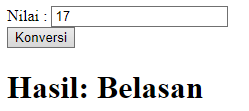 Nilai : 17
Konversi
Hasil: Belasan